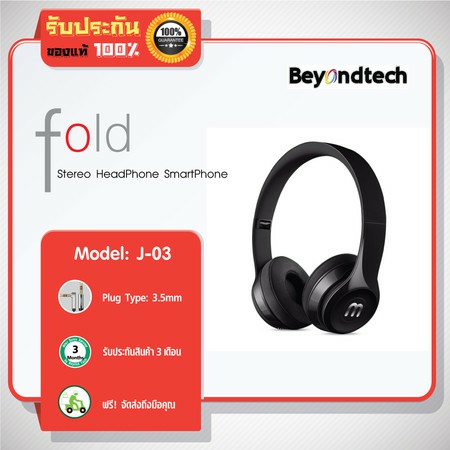 รับประกัน
ของแท้ 100%
100%
GUARANTEE
Beyondtech
fold
Stereo HeadPhone SmartPhone
Model: J-03
Plug Type: 3.5mm
3
Months
รับประกันสินค้า 3 เดือน
ฟรี! จัดส่งถึงมือคุณ
m